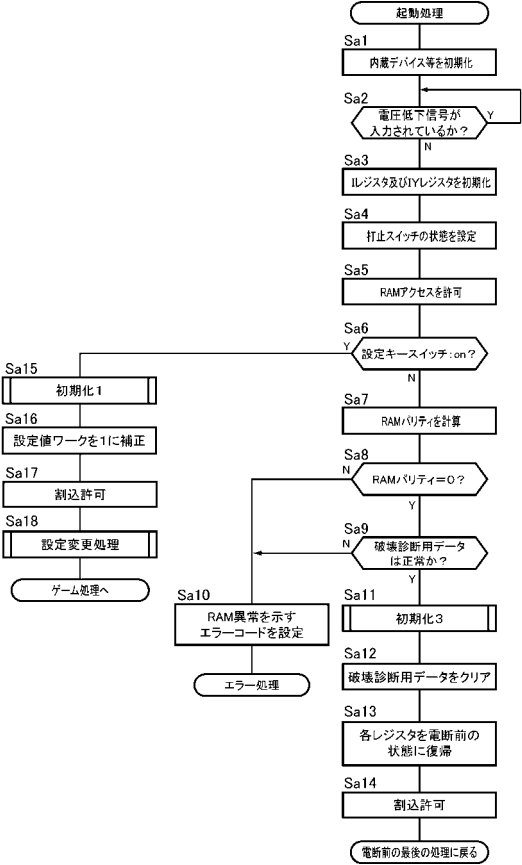 起動処理
Sa1
内蔵デバイス等を初期化
Sa2
電圧低下信号が
入力されているか？
Y
N
Sa3
Iレジスタ及びIYレジスタを初期化
Sa4
打止スイッチの状態を設定
Sa5
RAMアクセスを許可
Sa6
設定キースイッチ：on？
Y
N
Sa15
初期化１
Sa16
設定値ワークを１に補正
Sa17
割込許可
Sa18
設定変更処理
ゲーム処理へ
Sa7
RAMパリティを計算
Sa8
RAMパリティ＝０？
N
Y
Sa9
破壊診断用データ
は正常か？
N
Y
Sa10
RAM異常を示す
エラーコードを設定
エラー処理
Sa11
初期化３
Sa12
破壊診断用データをクリア
Sa13
各レジスタを電断前の
状態に復帰
Sa14
割込許可
電断前の最後の処理に戻る